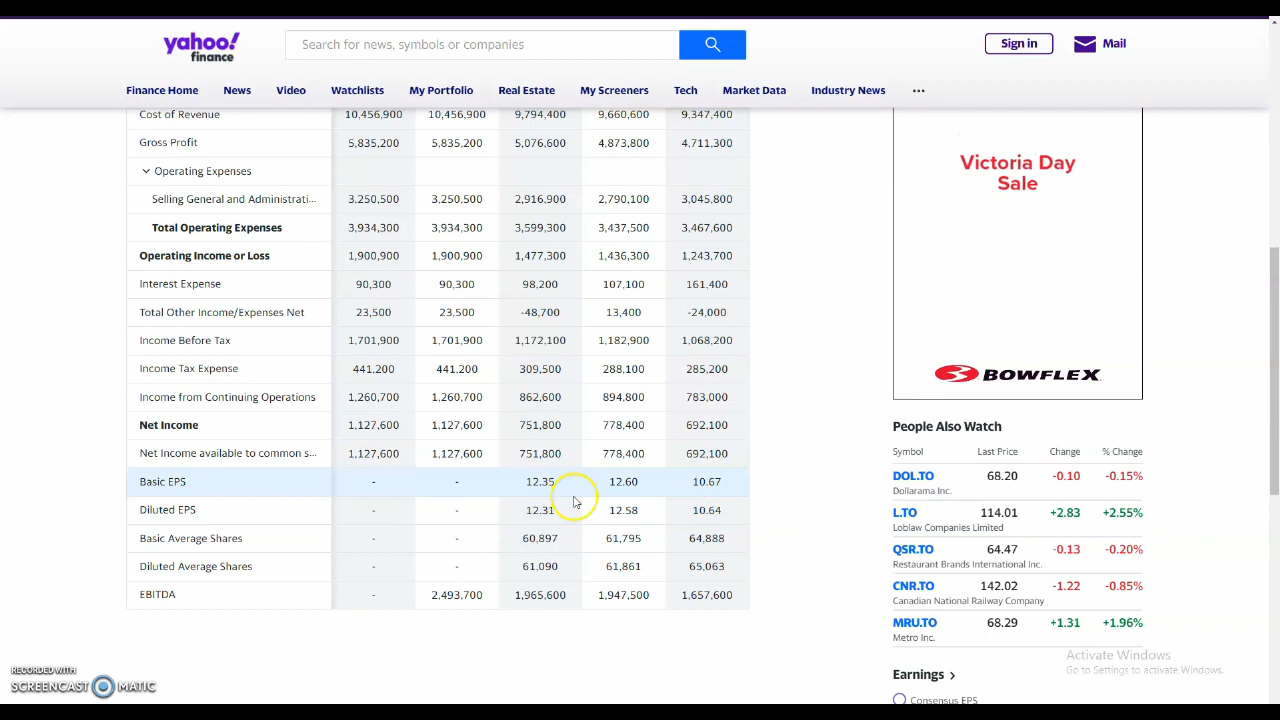 yahoo!
finance
Search for news, symbols or companies
Sign in
Mail
Finance Home News Video Watchlists My Portfolio Real Estate My Screeners Tech Market Data Industry News ...
Cost of Revenue 10,456,900 10,456,900 9,794,400 9,660,600 9,347,400
Gross Profit 5,835,200 5,835,200 5,076,600 4,873,800 4,711,300
Operating Expenses
Selling General and Administrati... 3,250,500 3,250,500 2,916,900 2,790,100 3,045,800
Total Operating Expenses 3,934,300 3,934,300 3,599,300 3,437,500 3,467,600
Operating Income or Loss 1,900,900 1,900,900 1,477,300 1,436,300 1,243,700
Interest Expense 90,300 90,300 98,200 107,100 161,400
Total Other Income/Expenses Net 23,500 23,500 -48,700 13,400 -24,000
Income Before Tax 1,701,900 1,701,900 1,172,100 1,182,900 1,068,200
Income Tax Expense 441,200 441,200 309,500 288,100 285,200
Income from Continuing Operations 1,260,700 1,260,700 862,600 894,800 783,000
Net Income 1,127,600 1,127,600 751,800 778,400 692,100
Net Income available to common s... 1,127,600 1,127,600 751,800 778,400 692,100
Basic EPS - - 12.35 12.60 10.67
Diluted EPS - - 12.31 12.58 10.64
Basic Average Shares - - 60,897 61,795 64,888
Diluted Average Shares - - 61,090 61,861 65,063
EBITDA - 2,493,700 1,965,600 1,947,500 1,657,600
Victoria Day
Sale
BOWFLEX
People Also Watch
Symbol Last Price Change % Change
DOL.TO 68.20 -0.10 -0.15%
Dollarama Inc.
L.TO 114.01 +2.83 +2.55%
Loblaw Companies Limited
QSR.TO 64.47 -0.13 -0.20%
Restaurant Brands International Inc.
CNR.TO 142.02 -1.22 -0.85%
Canadian National Railway Company
MRU.TO 68.29 +1.31 +1.96%
Metro Inc.
Activate Windows
Go to Settings to activate Windows.
Earnings
Consensus EPS
RECORDED WITH
SCREENCAST MATIC